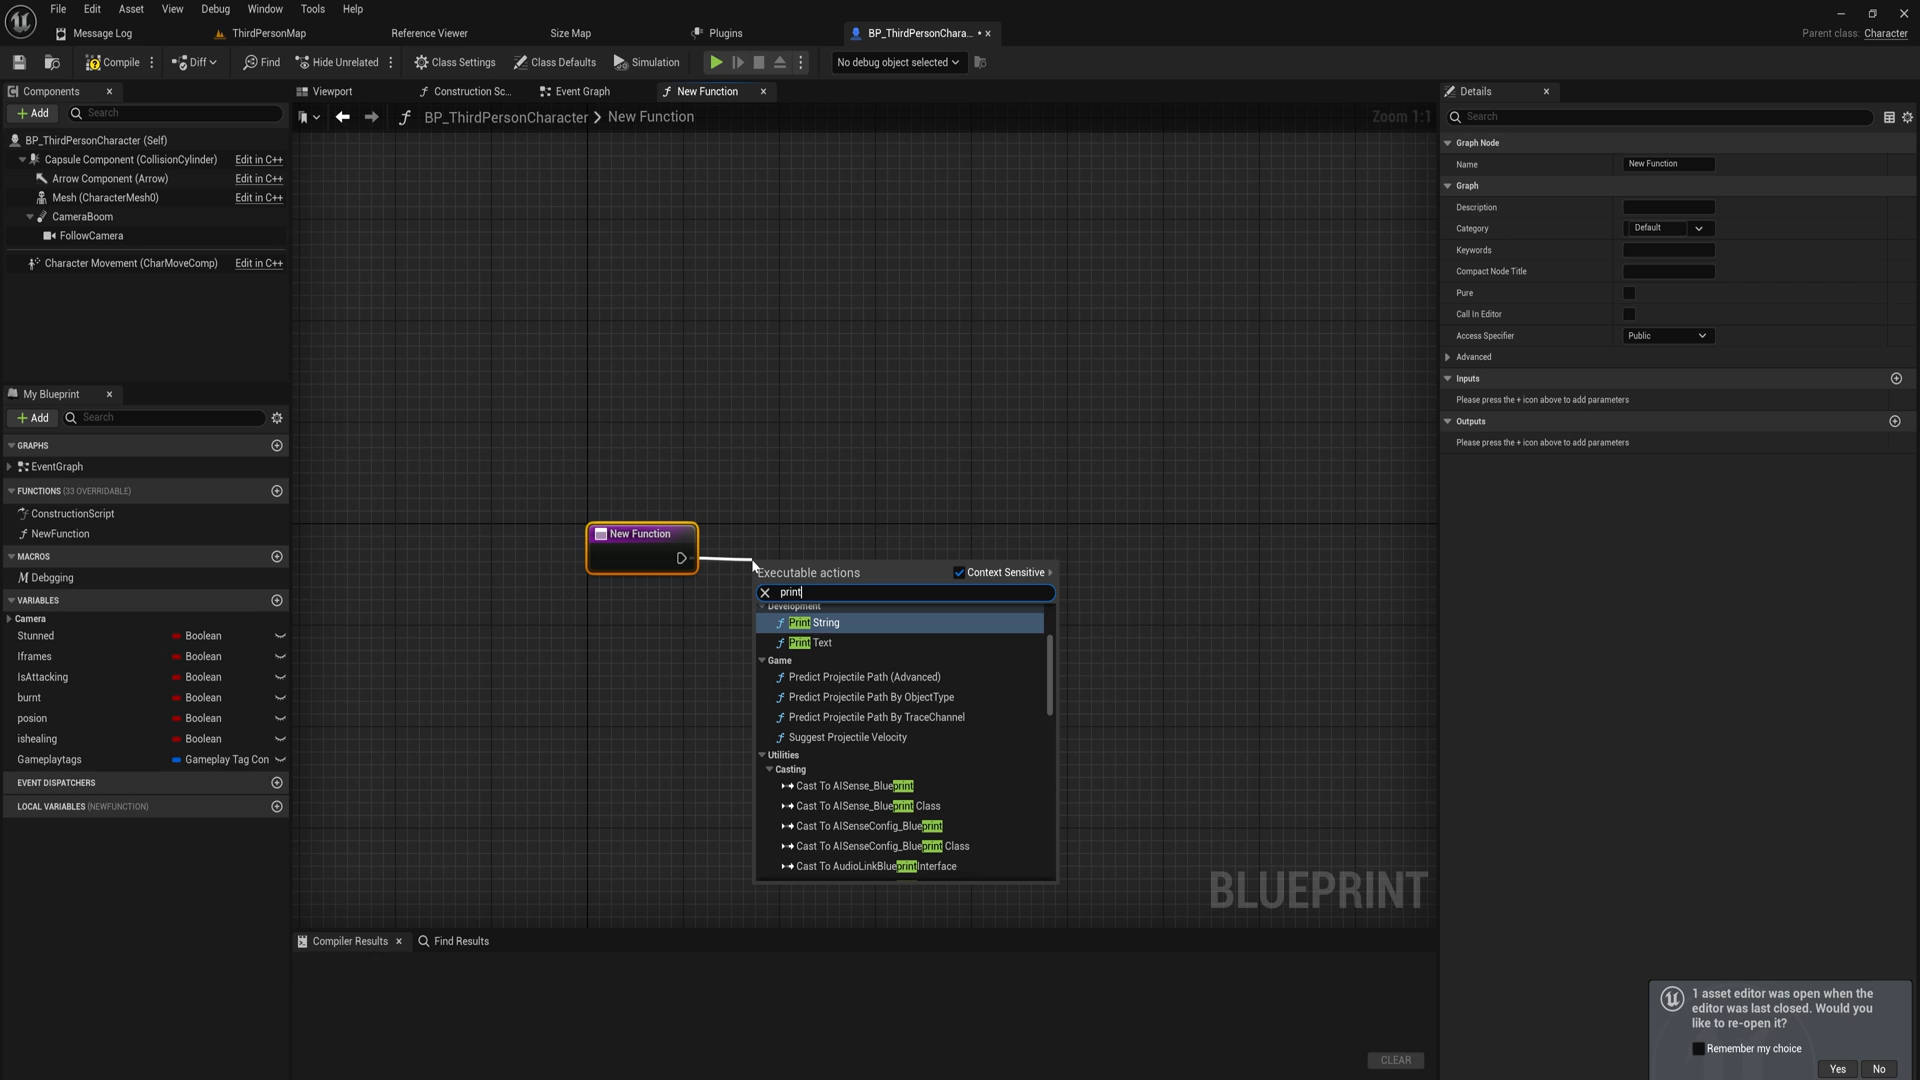 File Edit Asset View Debug Window Tools Help
Message Log ThirdPersonMap Reference Viewer Size Map Plugins BP_ThirdPersonChara... • × Parent class: Character
Compile Diff Find Hide Unrelated Class Settings Class Defaults Simulation No debug object selected
Components ×
+ Add Search
BP_ThirdPersonCharacter (Self)
Capsule Component (CollisionCylinder) Edit in C++
Arrow Component (Arrow) Edit in C++
Mesh (CharacterMesh0) Edit in C++
CameraBoom
FollowCamera
Character Movement (CharMoveComp) Edit in C++
My Blueprint ×
+ Add Search
GRAPHS
EventGraph
FUNCTIONS (33 OVERRIDABLE)
ConstructionScript
NewFunction
MACROS
Debgging
VARIABLES
Camera
Stunned Boolean
Iframes Boolean
IsAttacking Boolean
burnt Boolean
posion Boolean
ishealing Boolean
Gameplaytags Gameplay Tag Con
EVENT DISPATCHERS
LOCAL VARIABLES (NEWFUNCTION)
Viewport Construction Sc... Event Graph New Function ×
BP_ThirdPersonCharacter > New Function Zoom 1:1
New Function
Executable actions Context Sensitive
print
Development
Print String
Print Text
Game
Predict Projectile Path (Advanced)
Predict Projectile Path By ObjectType
Predict Projectile Path By TraceChannel
Suggest Projectile Velocity
Utilities
Casting
Cast To AISense_Blueprint
Cast To AISense_Blueprint Class
Cast To AISenseConfig_Blueprint
Cast To AISenseConfig_Blueprint Class
Cast To AudioLinkBlueprintInterface
BLUEPRINT
Compiler Results × Find Results
CLEAR
Details ×
Search
Graph Node
Name New Function
Graph
Description
Category Default
Keywords
Compact Node Title
Pure
Call In Editor
Access Specifier Public
Advanced
Inputs
Please press the + icon above to add parameters
Outputs
Please press the + icon above to add parameters
1 asset editor was open when the
editor was last closed. Would you
like to re-open it?
Remember my choice
Yes No